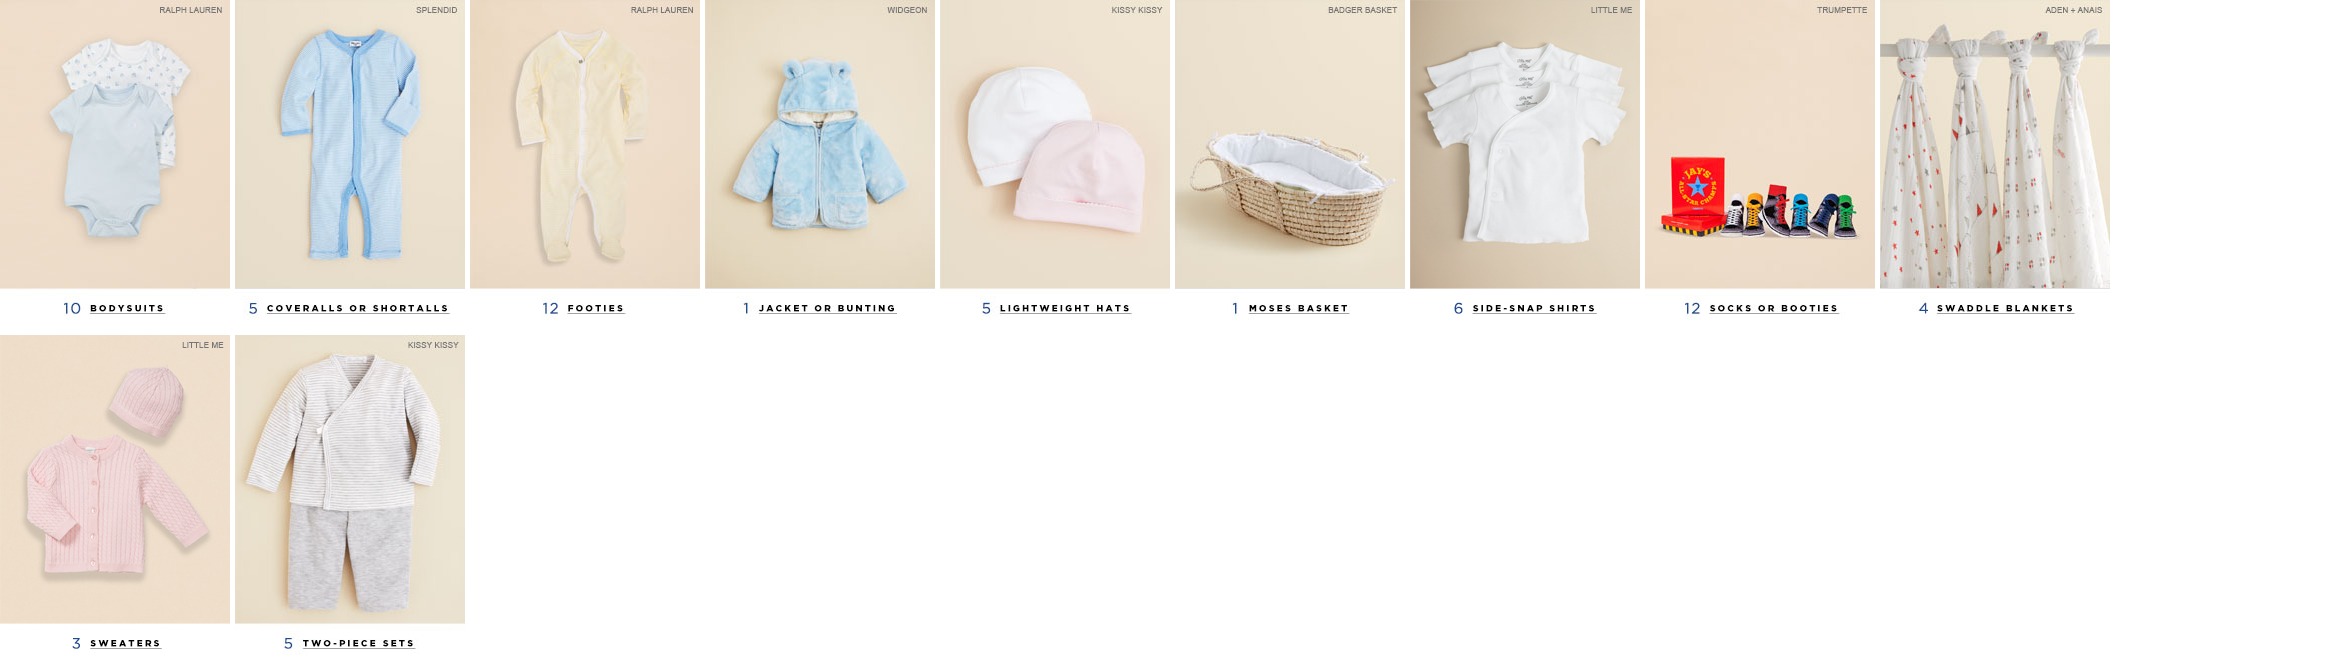 RALPH LAUREN
SPLENDID
RALPH LAUREN
WIDGEON
KISSY KISSY
BADGER BASKET
LITTLE ME
TRUMPETTE
ADEN + ANAIS
JAY'S
ALL-STAR CHAMPS
10 BODYSUITS
5 COVERALLS OR SHORTALLS
12 FOOTIES
1 JACKET OR BUNTING
5 LIGHTWEIGHT HATS
1 MOSES BASKET
6 SIDE-SNAP SHIRTS
12 SOCKS OR BOOTIES
4 SWADDLE BLANKETS
LITTLE ME
KISSY KISSY
3 SWEATERS
5 TWO-PIECE SETS